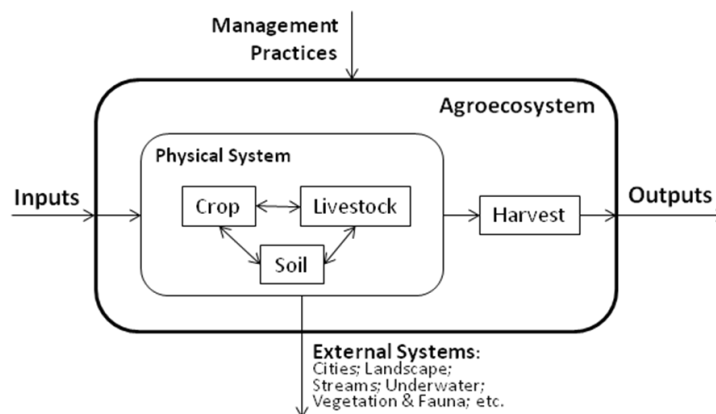 Management
Practices
Agroecosystem
Physical System
Inputs
Crop
Livestock
Soil
Harvest
Outputs
External Systems:
Cities; Landscape;
Streams; Underwater;
Vegetation & Fauna; etc.